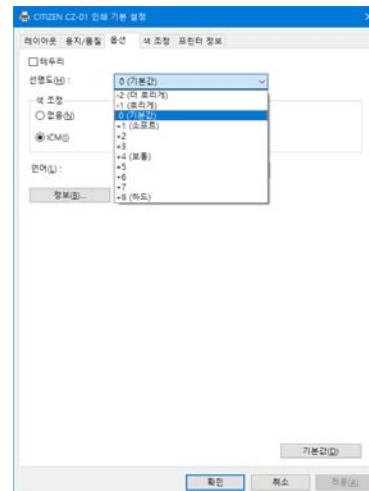 CITIZEN CZ-01 인쇄 기본 설정
레이아웃 용지/품질 옵션 색 조정 프린터 정보
테두리
선명도(H) : 0 (기본값)
-2 (더 흐리게)
-1 (흐리게)
0 (기본값)
+1 (소프트)
+2
+3
+4 (보통)
+5
+6
+7
+8 (하드)
색 조정
없음(N)
ICM(I)
언어(L) :
정보(B)...
기본값(D)
확인 취소 적용(A)